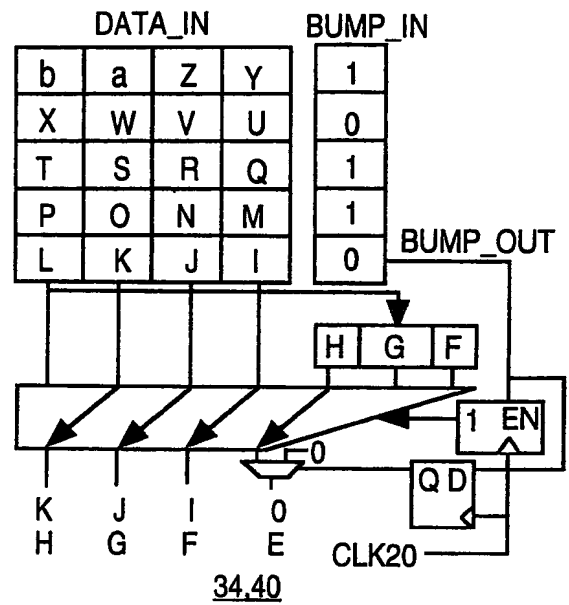 DATA_IN BUMP_IN
b a Z Y 1
X W V U 0
T S R Q 1
P O N M 1
L K J I 0
BUMP_OUT
H G F
1 EN
0
Q D
K J I 0
H G F E
CLK20
34,40